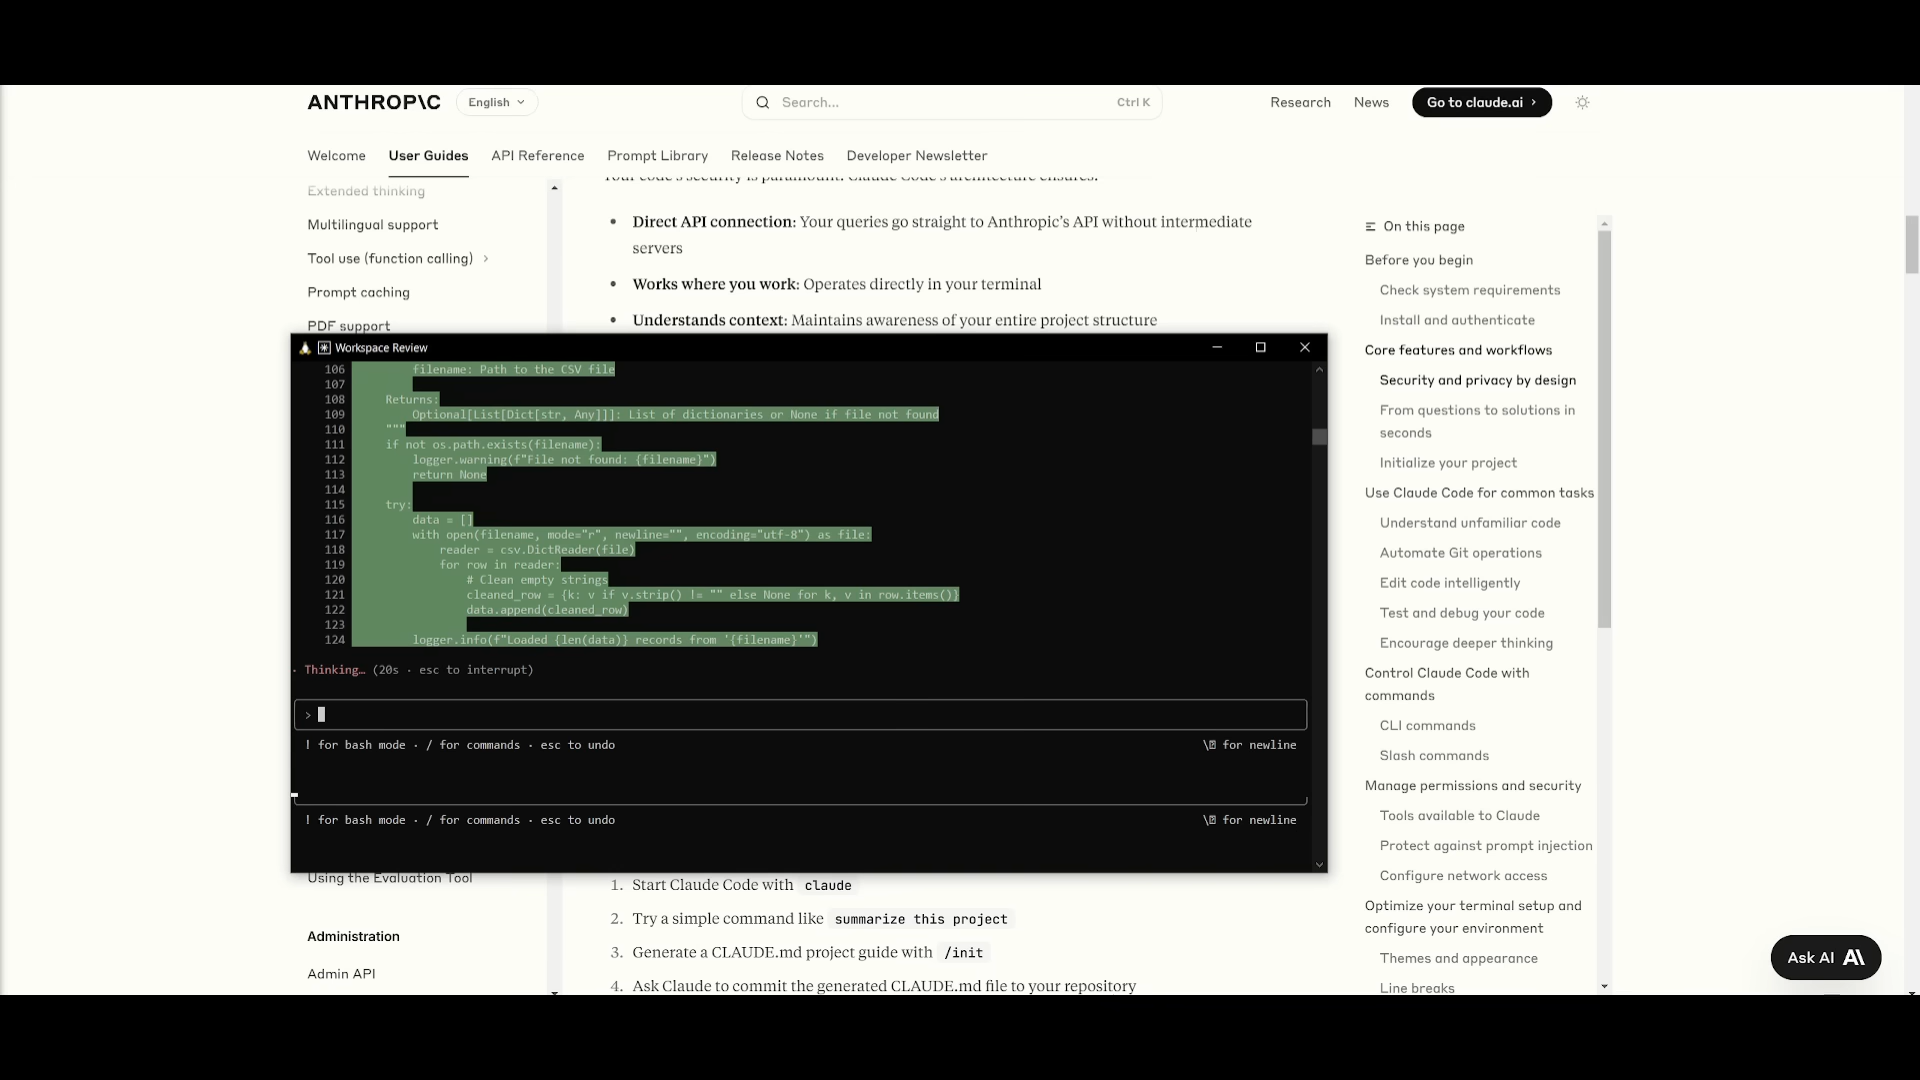 ANTHROP\C
English
Search...
Ctrl K
Research
News
Go to claude.ai
Welcome
User Guides
API Reference
Prompt Library
Release Notes
Developer Newsletter
Extended thinking
Multilingual support
Tool use (function calling)
Prompt caching
PDF support
Your code's security is paramount. Claude Code's architecture ensures:
• Direct API connection: Your queries go straight to Anthropic's API without intermediate
servers
• Works where you work: Operates directly in your terminal
• Understands context: Maintains awareness of your entire project structure
Workspace Review
106 filename: Path to the CSV file
107
108 Returns:
109 Optional[List[Dict[str, Any]]]: List of dictionaries or None if file not found
110 """
111 if not os.path.exists(filename):
112 logger.warning(f"File not found: {filename}")
113 return None
114
115 try:
116 data = []
117 with open(filename, mode="r", newline="", encoding="utf-8") as file:
118 reader = csv.DictReader(file)
119 for row in reader:
120 # Clean empty strings
121 cleaned_row = {k: v if v.strip() != "" else None for k, v in row.items()}
122 data.append(cleaned_row)
123
124 logger.info(f"Loaded {len(data)} records from '{filename}'")
· Thinking… (20s · esc to interrupt)
>
! for bash mode · / for commands · esc to undo
\ for newline
! for bash mode · / for commands · esc to undo
\ for newline
Using the Evaluation Tool
Administration
Admin API
1. Start Claude Code with claude
2. Try a simple command like summarize this project
3. Generate a CLAUDE.md project guide with /init
4. Ask Claude to commit the generated CLAUDE.md file to your repository
On this page
Before you begin
Check system requirements
Install and authenticate
Core features and workflows
Security and privacy by design
From questions to solutions in
seconds
Initialize your project
Use Claude Code for common tasks
Understand unfamiliar code
Automate Git operations
Edit code intelligently
Test and debug your code
Encourage deeper thinking
Control Claude Code with
commands
CLI commands
Slash commands
Manage permissions and security
Tools available to Claude
Protect against prompt injection
Configure network access
Optimize your terminal setup and
configure your environment
Themes and appearance
Line breaks
Ask AI